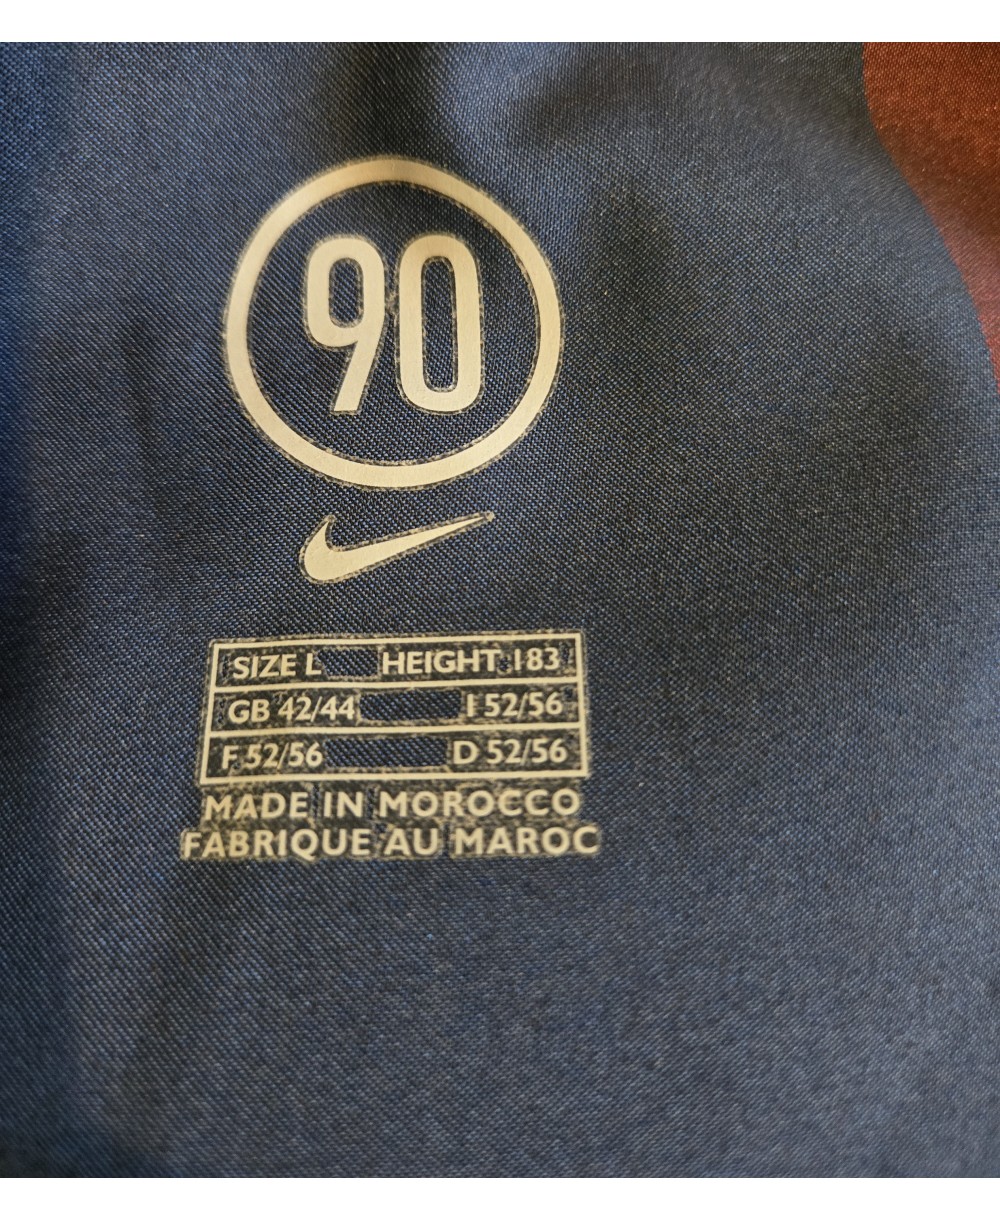 90
SIZE L HEIGHT 183
GB 42/44 I 52/56
F 52/56 D 52/56
MADE IN MOROCCO
FABRIQUE AU MAROC